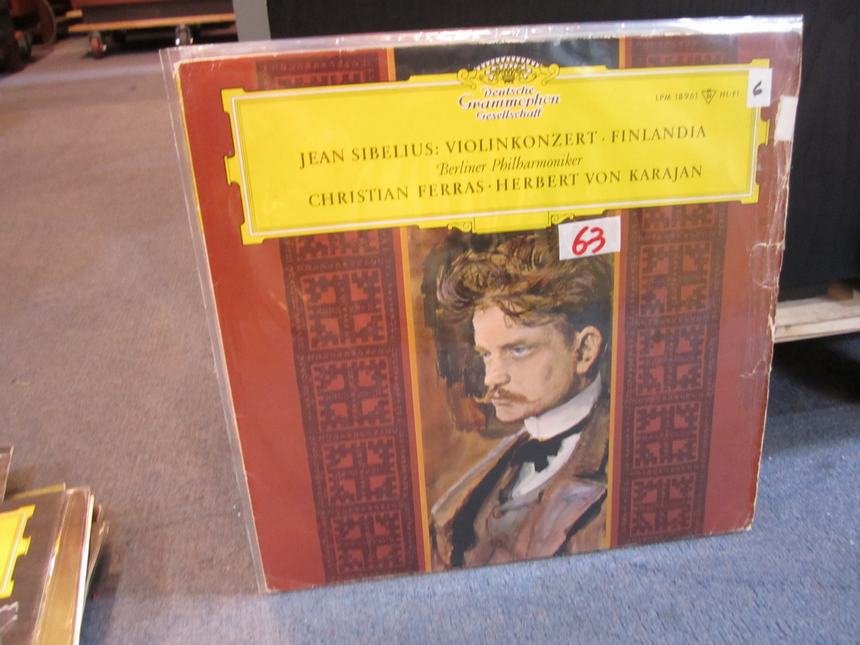 Deutsche
Grammophon
Gesellschaft
LPM 18961 HI-FI
6
JEAN SIBELIUS: VIOLINKONZERT · FINLANDIA
Berliner Philharmoniker
CHRISTIAN FERRAS · HERBERT VON KARAJAN
63